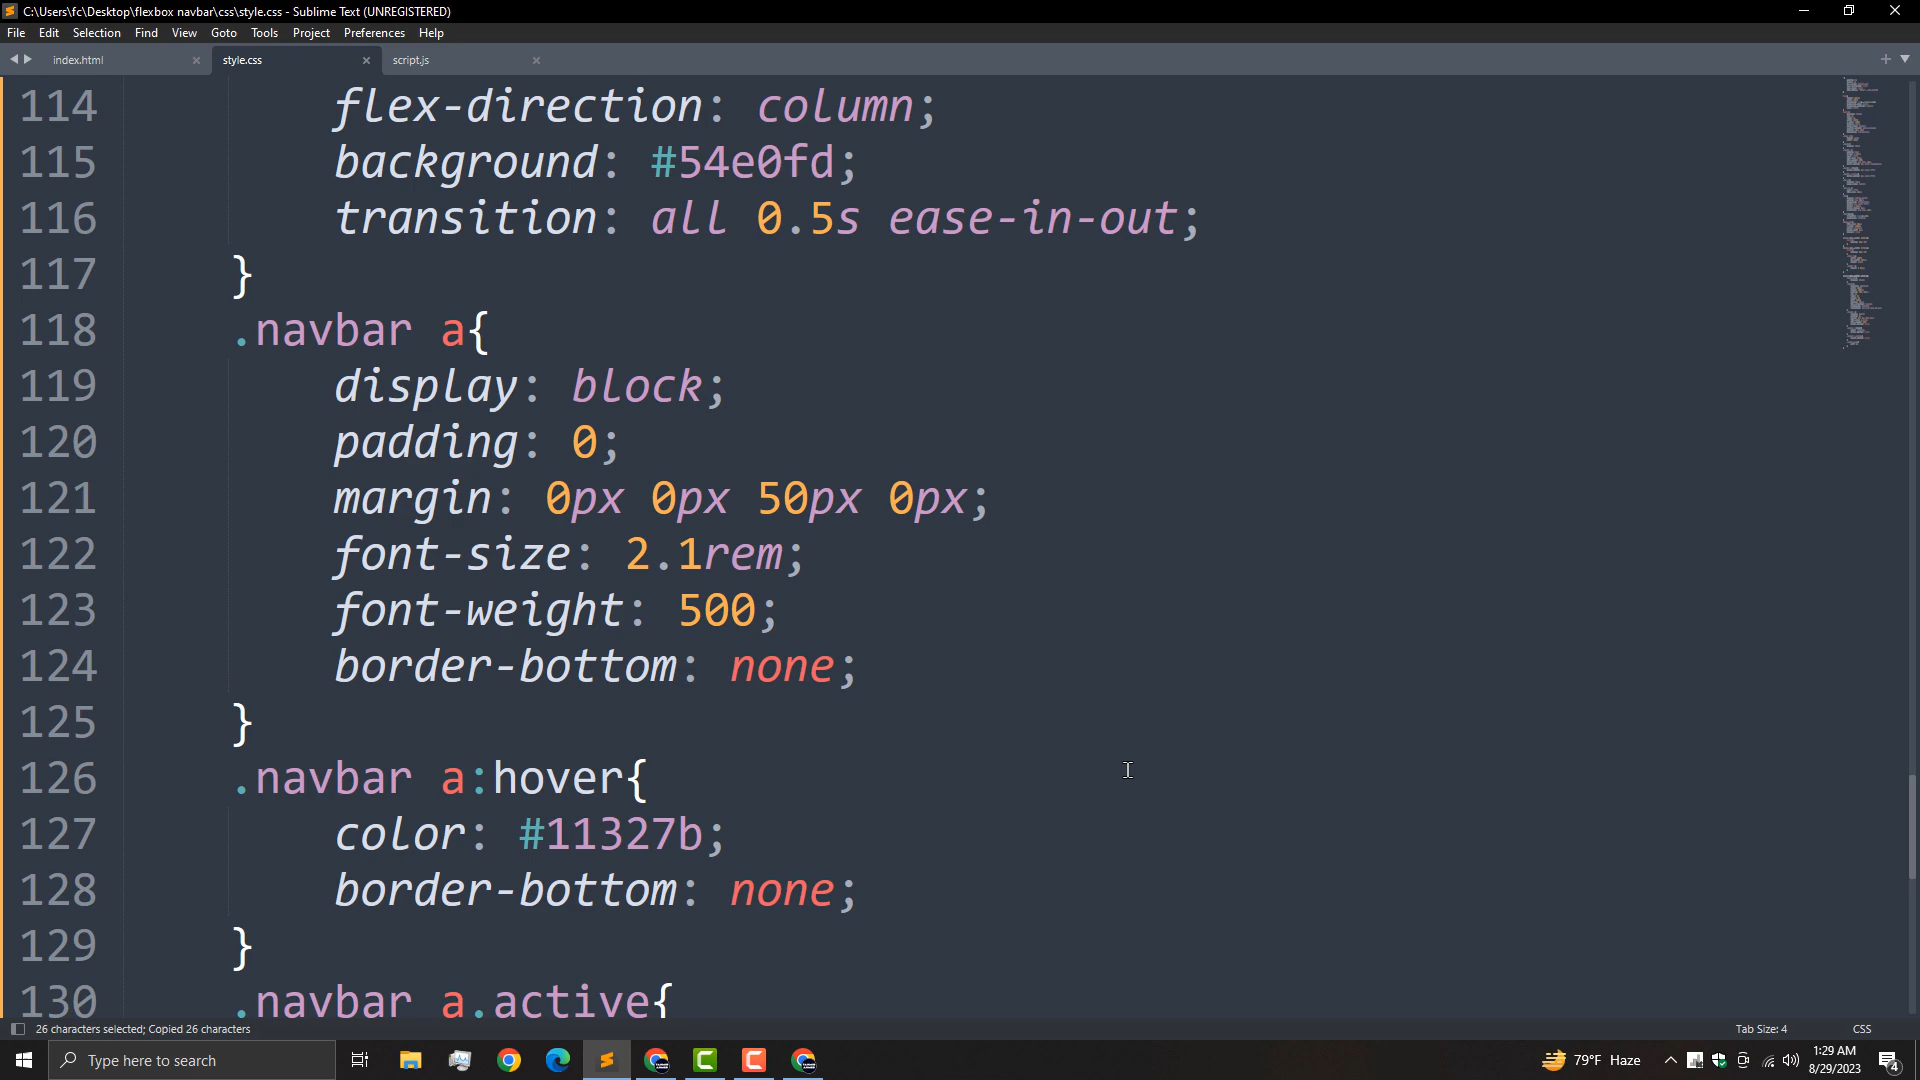 C:\Users\fc\Desktop\flexbox navbar\css\style.css - Sublime Text (UNREGISTERED)
File Edit Selection Find View Goto Tools Project Preferences Help
index.html style.css script.js
114 flex-direction: column;
115 background: #54e0fd;
116 transition: all 0.5s ease-in-out;
117 }
118 .navbar a{
119 display: block;
120 padding: 0;
121 margin: 0px 0px 50px 0px;
122 font-size: 2.1rem;
123 font-weight: 500;
124 border-bottom: none;
125 }
126 .navbar a:hover{
127 color: #11327b;
128 border-bottom: none;
129 }
130 .navbar a.active{
26 characters selected; Copied 26 characters Tab Size: 4 CSS
Type here to search 79°F Haze 1:29 AM
8/29/2023 4